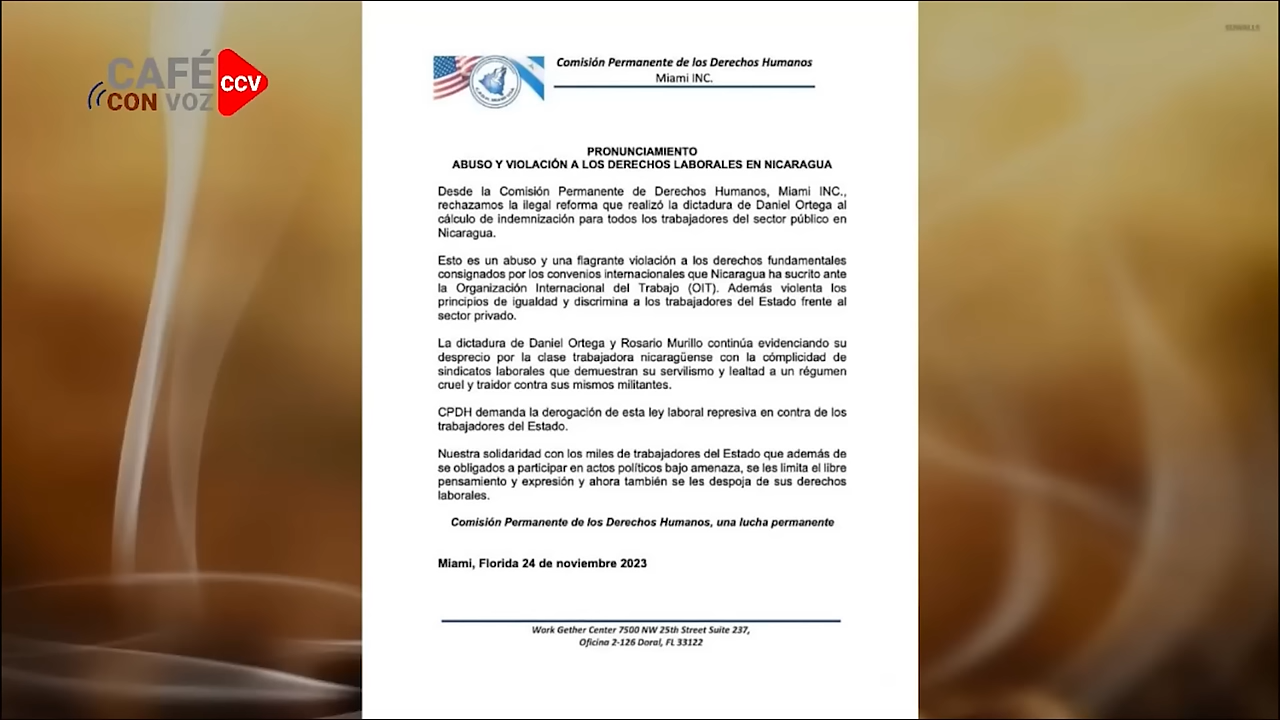 CAFÉ
CON VOZ
CCV
Comisión Permanente de los Derechos Humanos
Miami INC.
PRONUNCIAMIENTO
ABUSO Y VIOLACIÓN A LOS DERECHOS LABORALES EN NICARAGUA
Desde la Comisión Permanente de Derechos Humanos, Miami INC.,
rechazamos la ilegal reforma que realizó la dictadura de Daniel Ortega al
cálculo de indemnización para todos los trabajadores del sector público en
Nicaragua.
Esto es un abuso y una flagrante violación a los derechos fundamentales
consignados por los convenios internacionales que Nicaragua ha sucrito ante
la Organización Internacional del Trabajo (OIT). Además violenta los
principios de igualdad y discrimina a los trabajadores del Estado frente al
sector privado.
La dictadura de Daniel Ortega y Rosario Murillo continúa evidenciando su
desprecio por la clase trabajadora nicaragüense con la cómplicidad de
sindicatos laborales que demuestran su servilismo y lealtad a un régumen
cruel y traidor contra sus mismos militantes.
CPDH demanda la derogación de esta ley laboral represiva en contra de los
trabajadores del Estado.
Nuestra solidaridad con los miles de trabajadores del Estado que además de
se obligados a participar en actos políticos bajo amenaza, se les limita el libre
pensamiento y expresión y ahora también se les despoja de sus derechos
laborales.
Comisión Permanente de los Derechos Humanos, una lucha permanente
Miami, Florida 24 de noviembre 2023
Work Gether Center 7500 NW 25th Street Suite 237,
Oficina 2-126 Doral, FL 33122